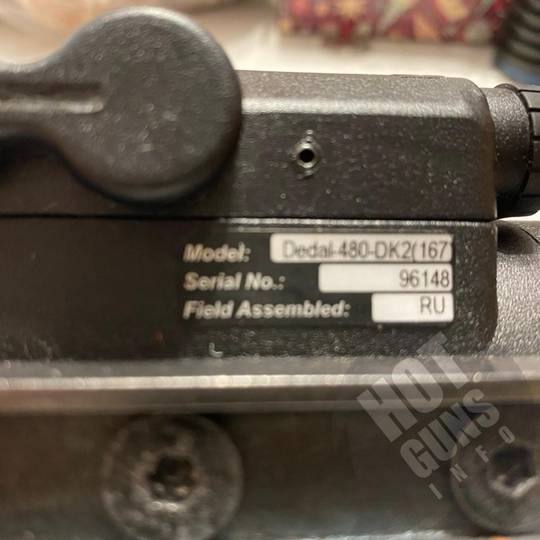 Model: Dedal-480-DK2(167
Serial No.: 96148
Field Assembled: RU
HOT
GUNS
INFO